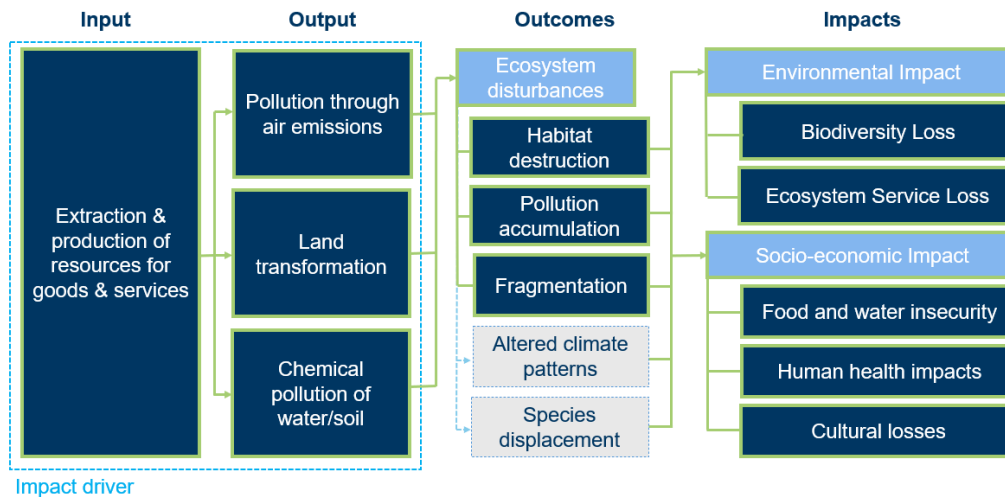 Input
Output
Outcomes
Impacts
Extraction &
production of
resources for
goods & services
Pollution through
air emissions
Land
transformation
Chemical
pollution of
water/soil
Ecosystem
disturbances
Habitat
destruction
Pollution
accumulation
Fragmentation
Altered climate
patterns
Species
displacement
Environmental Impact
Biodiversity Loss
Ecosystem Service Loss
Socio-economic Impact
Food and water insecurity
Human health impacts
Cultural losses
Impact driver